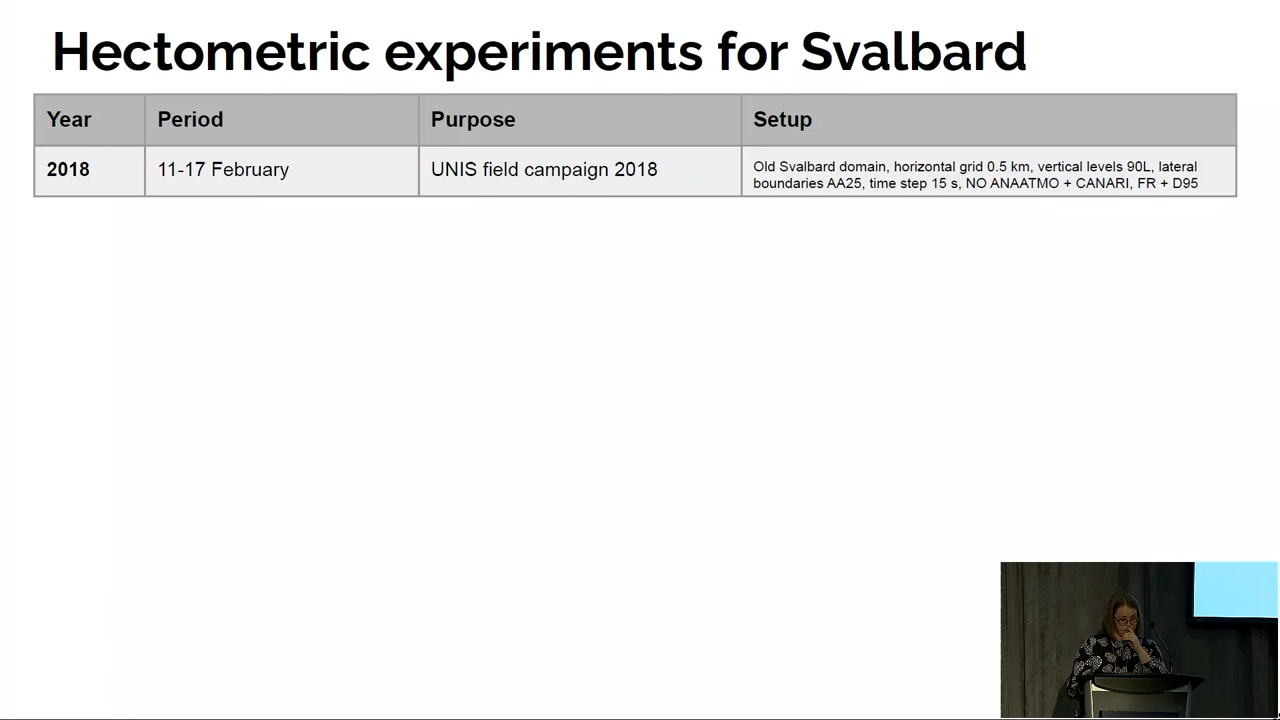 Hectometric experiments for Svalbard
Year Period Purpose Setup
2018 11-17 February UNIS field campaign 2018 Old Svalbard domain, horizontal grid 0.5 km, vertical levels 90L, lateral
boundaries AA25, time step 15 s, NO ANAATMO + CANARI, FR + D95